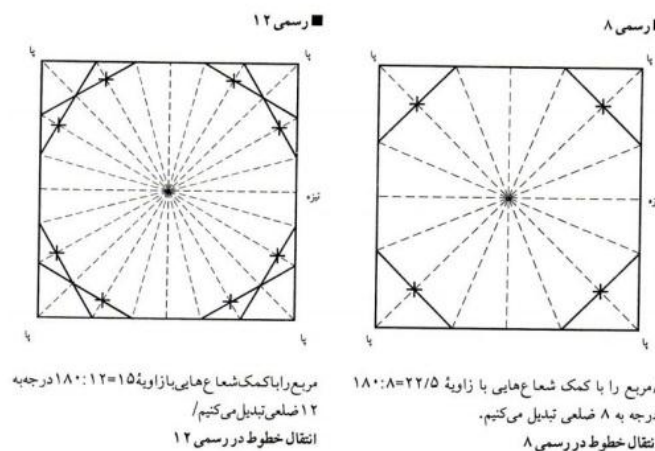 ■ رسمی ۸
پا
پا
پا
پا
مربع را با کمک شعاع‌هایی با زاویهٔ ۱۸۰:۸=۲۲/۵
درجه به ۸ ضلعی تبدیل می‌کنیم.
انتقال خطوط در رسمی ۸
■ رسمی ۱۲
پا
پا
نیزه
پا
پا
مربع را با کمک شعاع‌هایی با زاویهٔ ۱۸۰:۱۲=۱۵ درجه به
۱۲ ضلعی تبدیل می‌کنیم/
انتقال خطوط در رسمی ۱۲